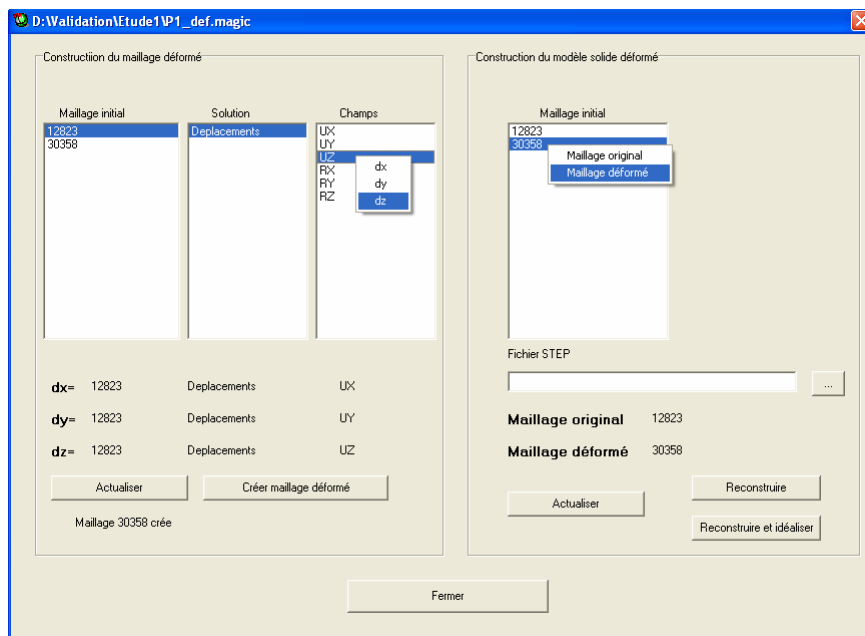 D:\Validation\Etude1\P1_def.magic
Constructiion du maillage déformé
Maillage initial
Solution
Champs
12823
30358
Deplacements
UX
UY
UZ
RX
RY
RZ
dx
dy
dz
dx= 12823 Deplacements UX
dy= 12823 Deplacements UY
dz= 12823 Deplacements UZ
Actualiser
Créer maillage déformé
Maillage 30358 crée
Construction du modèle solide déformé
Maillage initial
12823
30358
Maillage original
Maillage déformé
Fichier STEP
...
Maillage original 12823
Maillage déformé 30358
Actualiser
Reconstruire
Reconstruire et idéaliser
Fermer